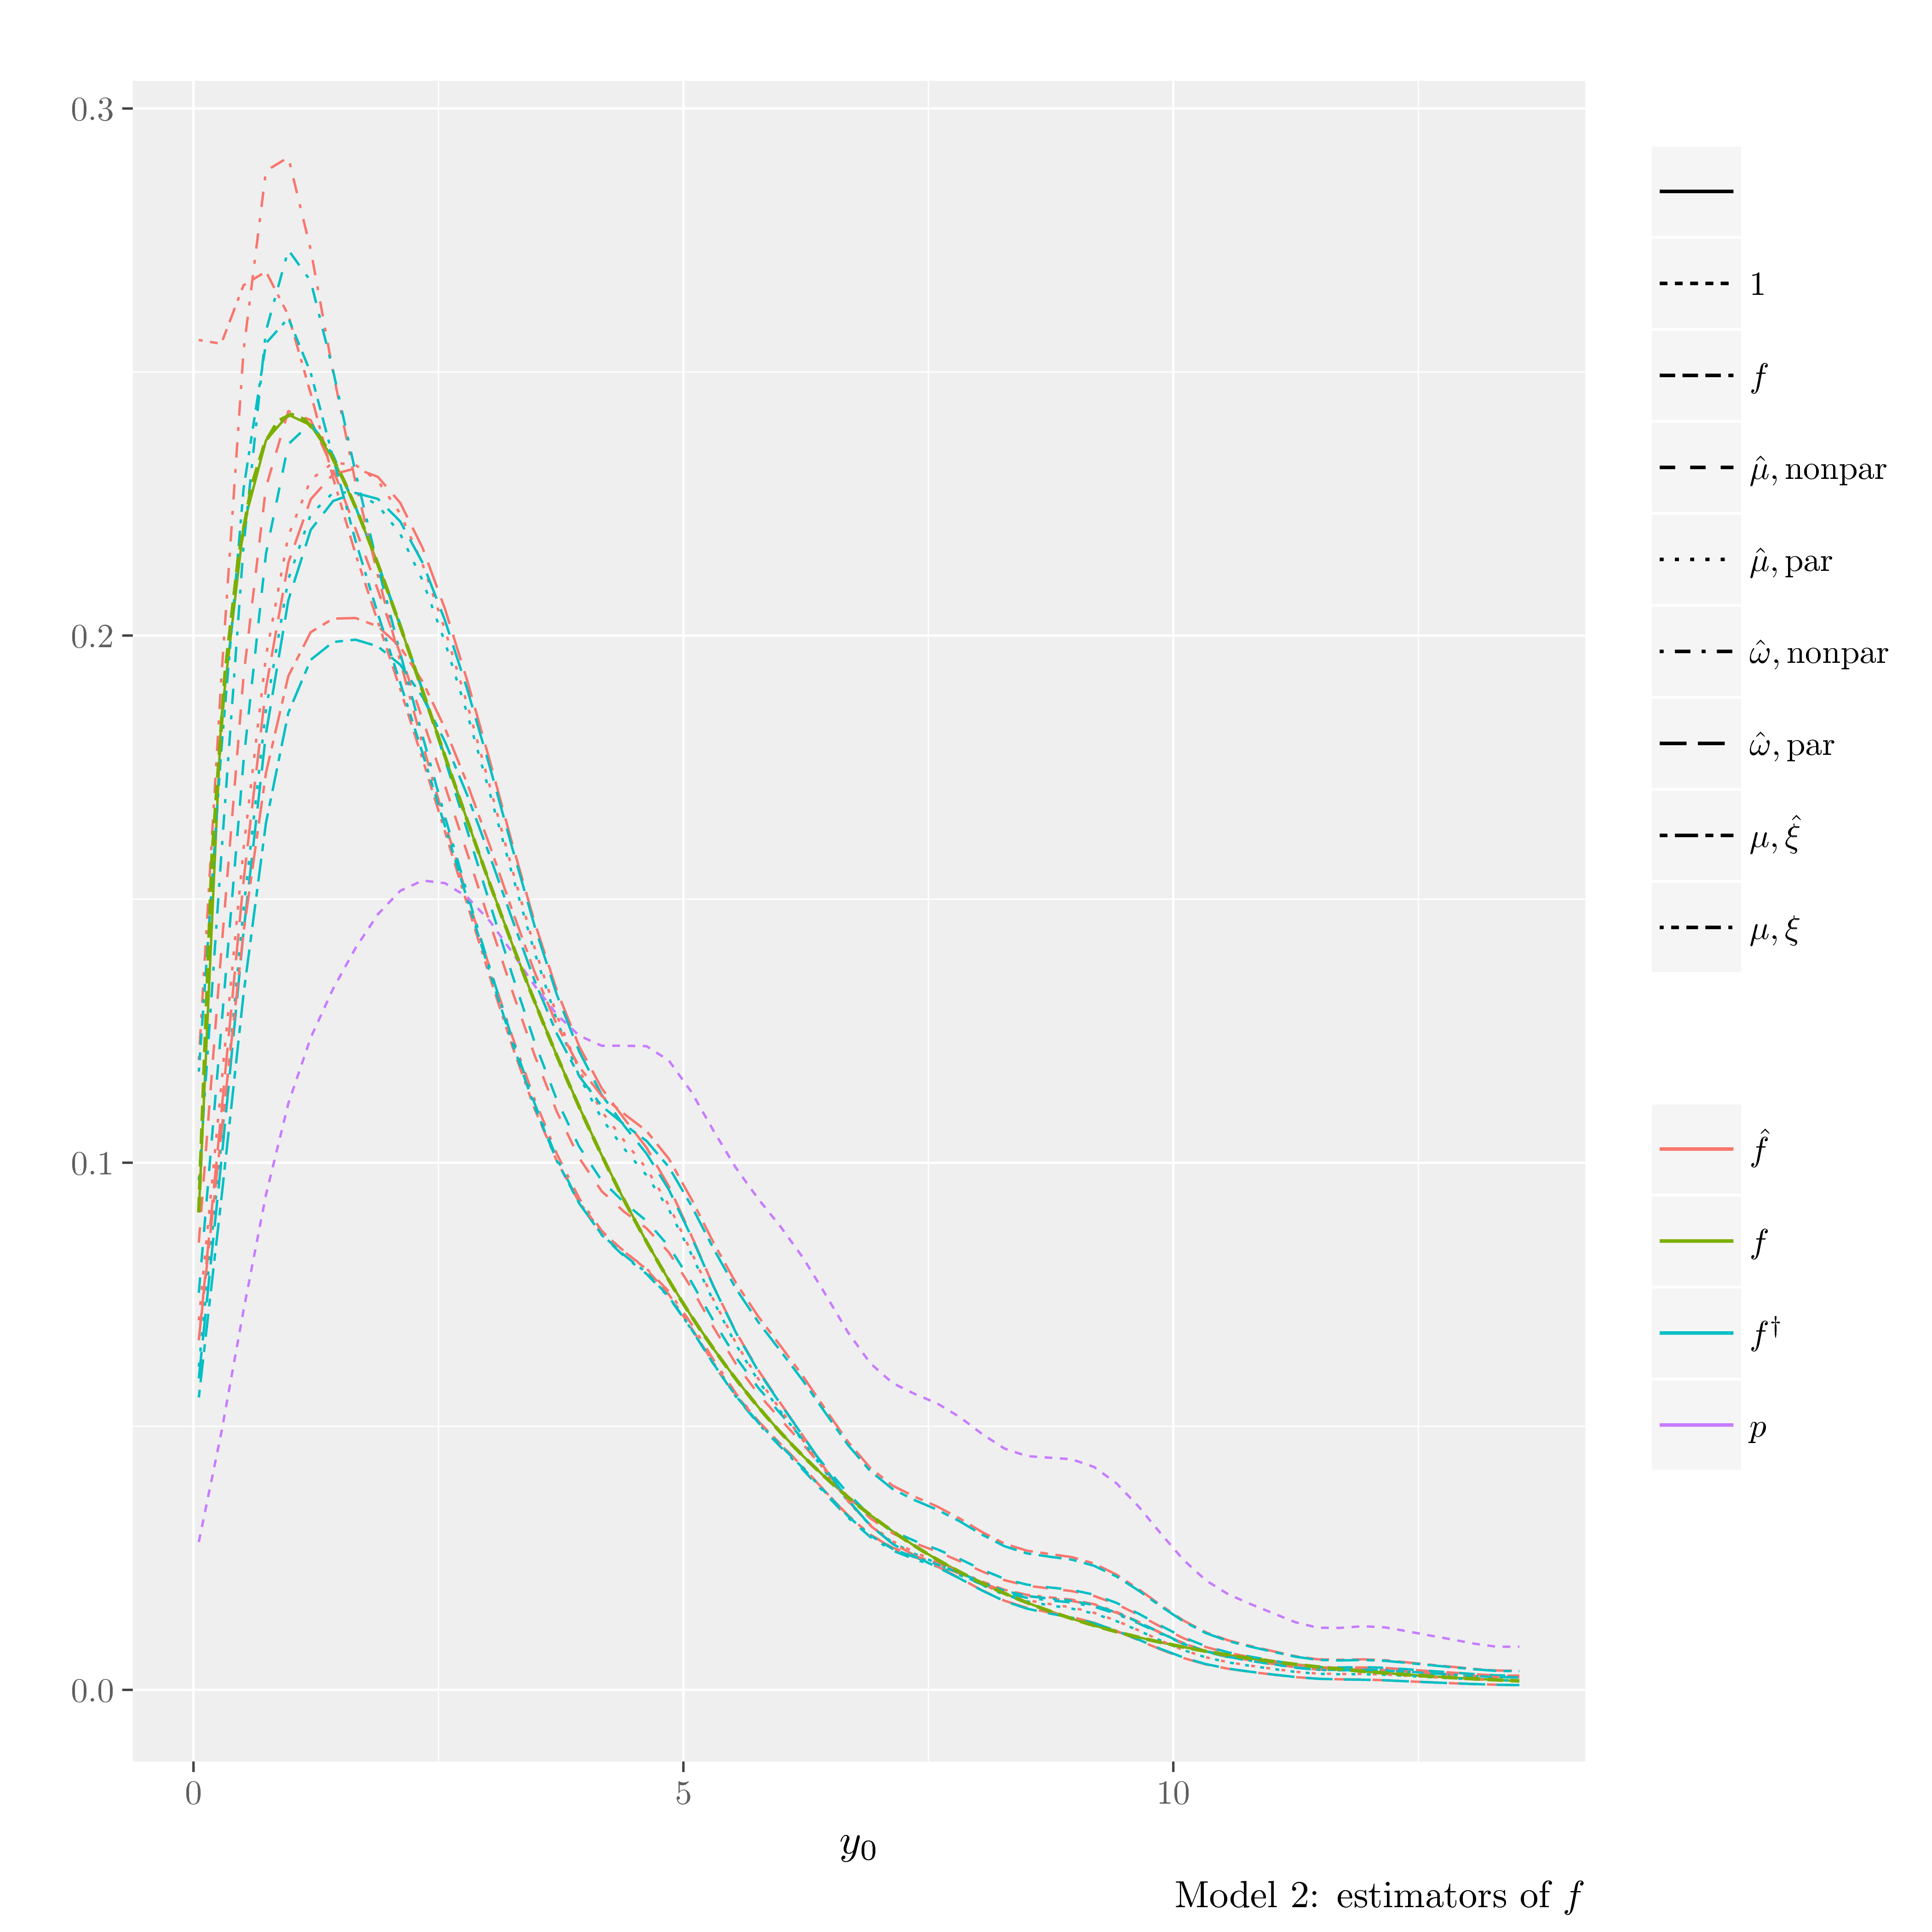 0.3
0.2
0.1
0.0
0
5
10
y₀
Model 2: estimators of f
1
f
μ̂, nonpar
μ̂, par
ω̂, nonpar
ω̂, par
μ, ξ̂
μ, ξ
f̂
f
f†
p